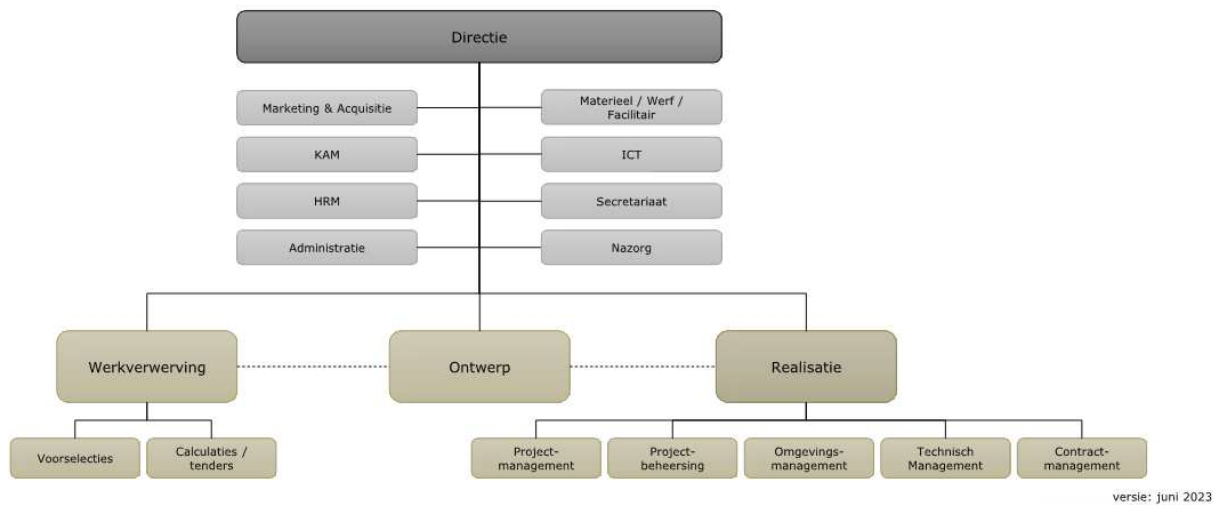 Directie
Marketing & Acquisitie
Materieel / Werf /
Facilitair
KAM
ICT
HRM
Secretariaat
Administratie
Nazorg
Werkverwerving
Ontwerp
Realisatie
Voorselecties
Calculaties /
tenders
Project-
management
Project-
beheersing
Omgevings-
management
Technisch
Management
Contract-
management
versie: juni 2023